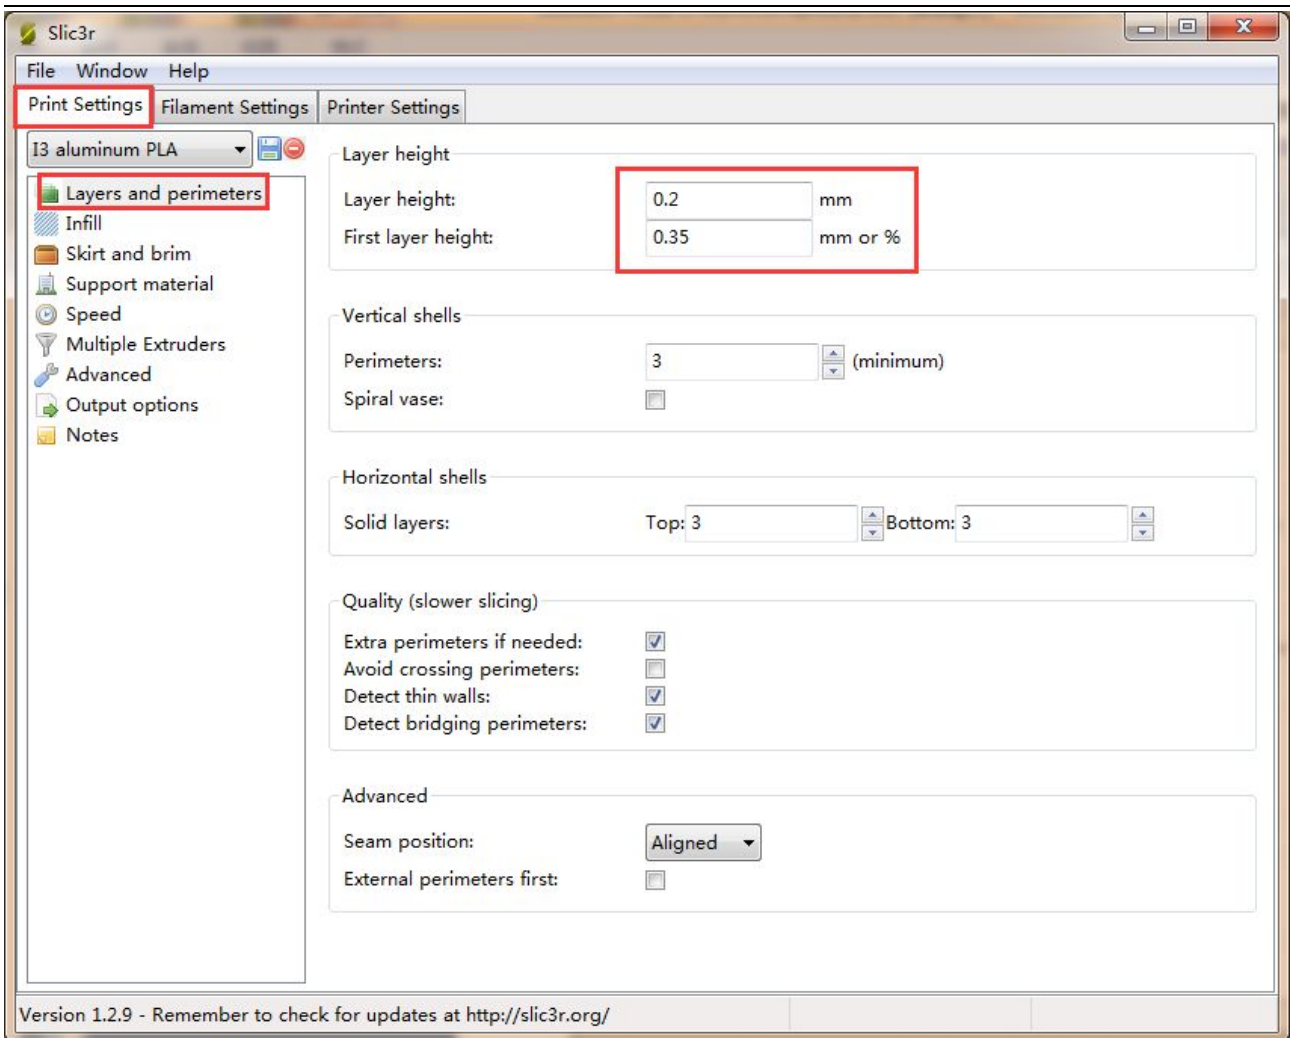 Slic3r
File Window Help
Print Settings Filament Settings Printer Settings
I3 aluminum PLA
Layers and perimeters
Infill
Skirt and brim
Support material
Speed
Multiple Extruders
Advanced
Output options
Notes
Layer height
Layer height: 0.2 mm
First layer height: 0.35 mm or %
Vertical shells
Perimeters: 3 (minimum)
Spiral vase:
Horizontal shells
Solid layers: Top: 3 Bottom: 3
Quality (slower slicing)
Extra perimeters if needed:
Avoid crossing perimeters:
Detect thin walls:
Detect bridging perimeters:
Advanced
Seam position: Aligned
External perimeters first:
Version 1.2.9 - Remember to check for updates at http://slic3r.org/